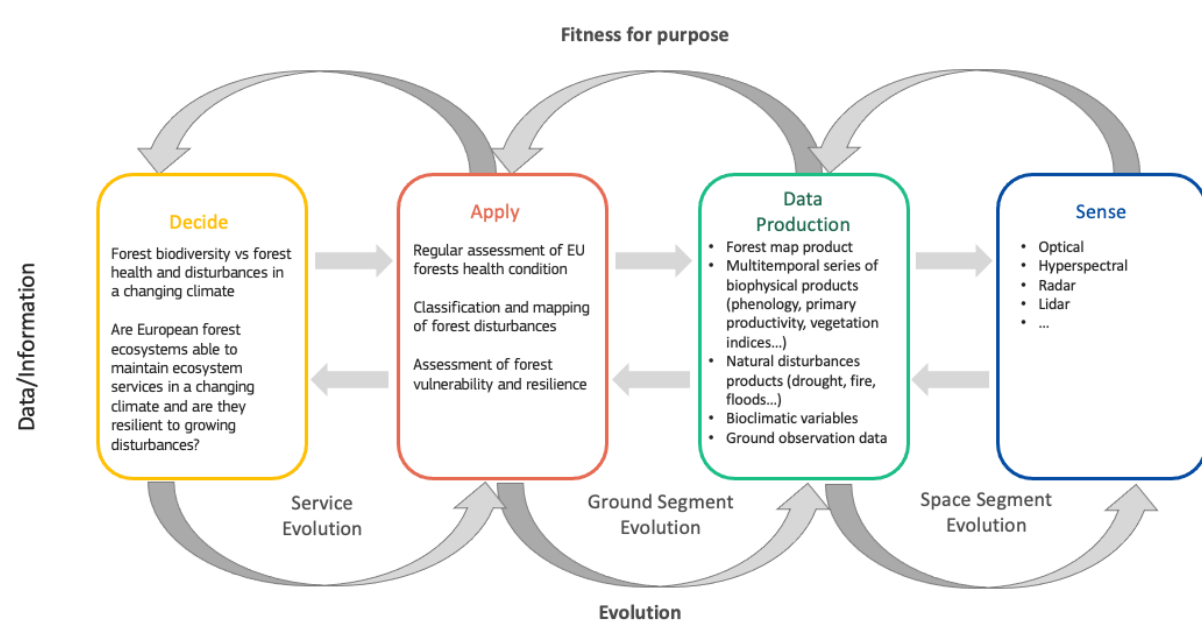 Fitness for purpose
Data/Information
Decide
Forest biodiversity vs forest
health and disturbances in
a changing climate
Are European forest
ecosystems able to
maintain ecosystem
services in a changing
climate and are they
resilient to growing
disturbances?
Apply
Regular assessment of EU
forests health condition
Classification and mapping
of forest disturbances
Assessment of forest
vulnerability and resilience
Data
Production
• Forest map product
• Multitemporal series of
biophysical products
(phenology, primary
productivity, vegetation
indices...)
• Natural disturbances
products (drought, fire,
floods...)
• Bioclimatic variables
• Ground observation data
Sense
• Optical
• Hyperspectral
• Radar
• Lidar
• ...
Service
Evolution
Ground Segment
Evolution
Space Segment
Evolution
Evolution